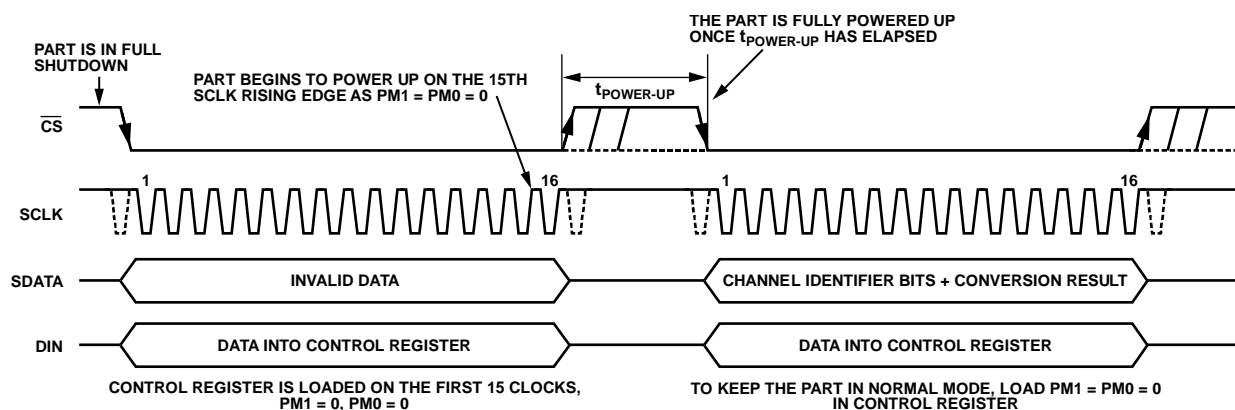 THE PART IS FULLY POWERED UP
ONCE tPOWER-UP HAS ELAPSED
PART IS IN FULL
SHUTDOWN
PART BEGINS TO POWER UP ON THE 15TH
SCLK RISING EDGE AS PM1 = PM0 = 0
tPOWER-UP
CS
1
16
1
16
SCLK
SDATA
INVALID DATA
CHANNEL IDENTIFIER BITS + CONVERSION RESULT
DIN
DATA INTO CONTROL REGISTER
DATA INTO CONTROL REGISTER
CONTROL REGISTER IS LOADED ON THE FIRST 15 CLOCKS,
PM1 = 0, PM0 = 0
TO KEEP THE PART IN NORMAL MODE, LOAD PM1 = PM0 = 0
IN CONTROL REGISTER